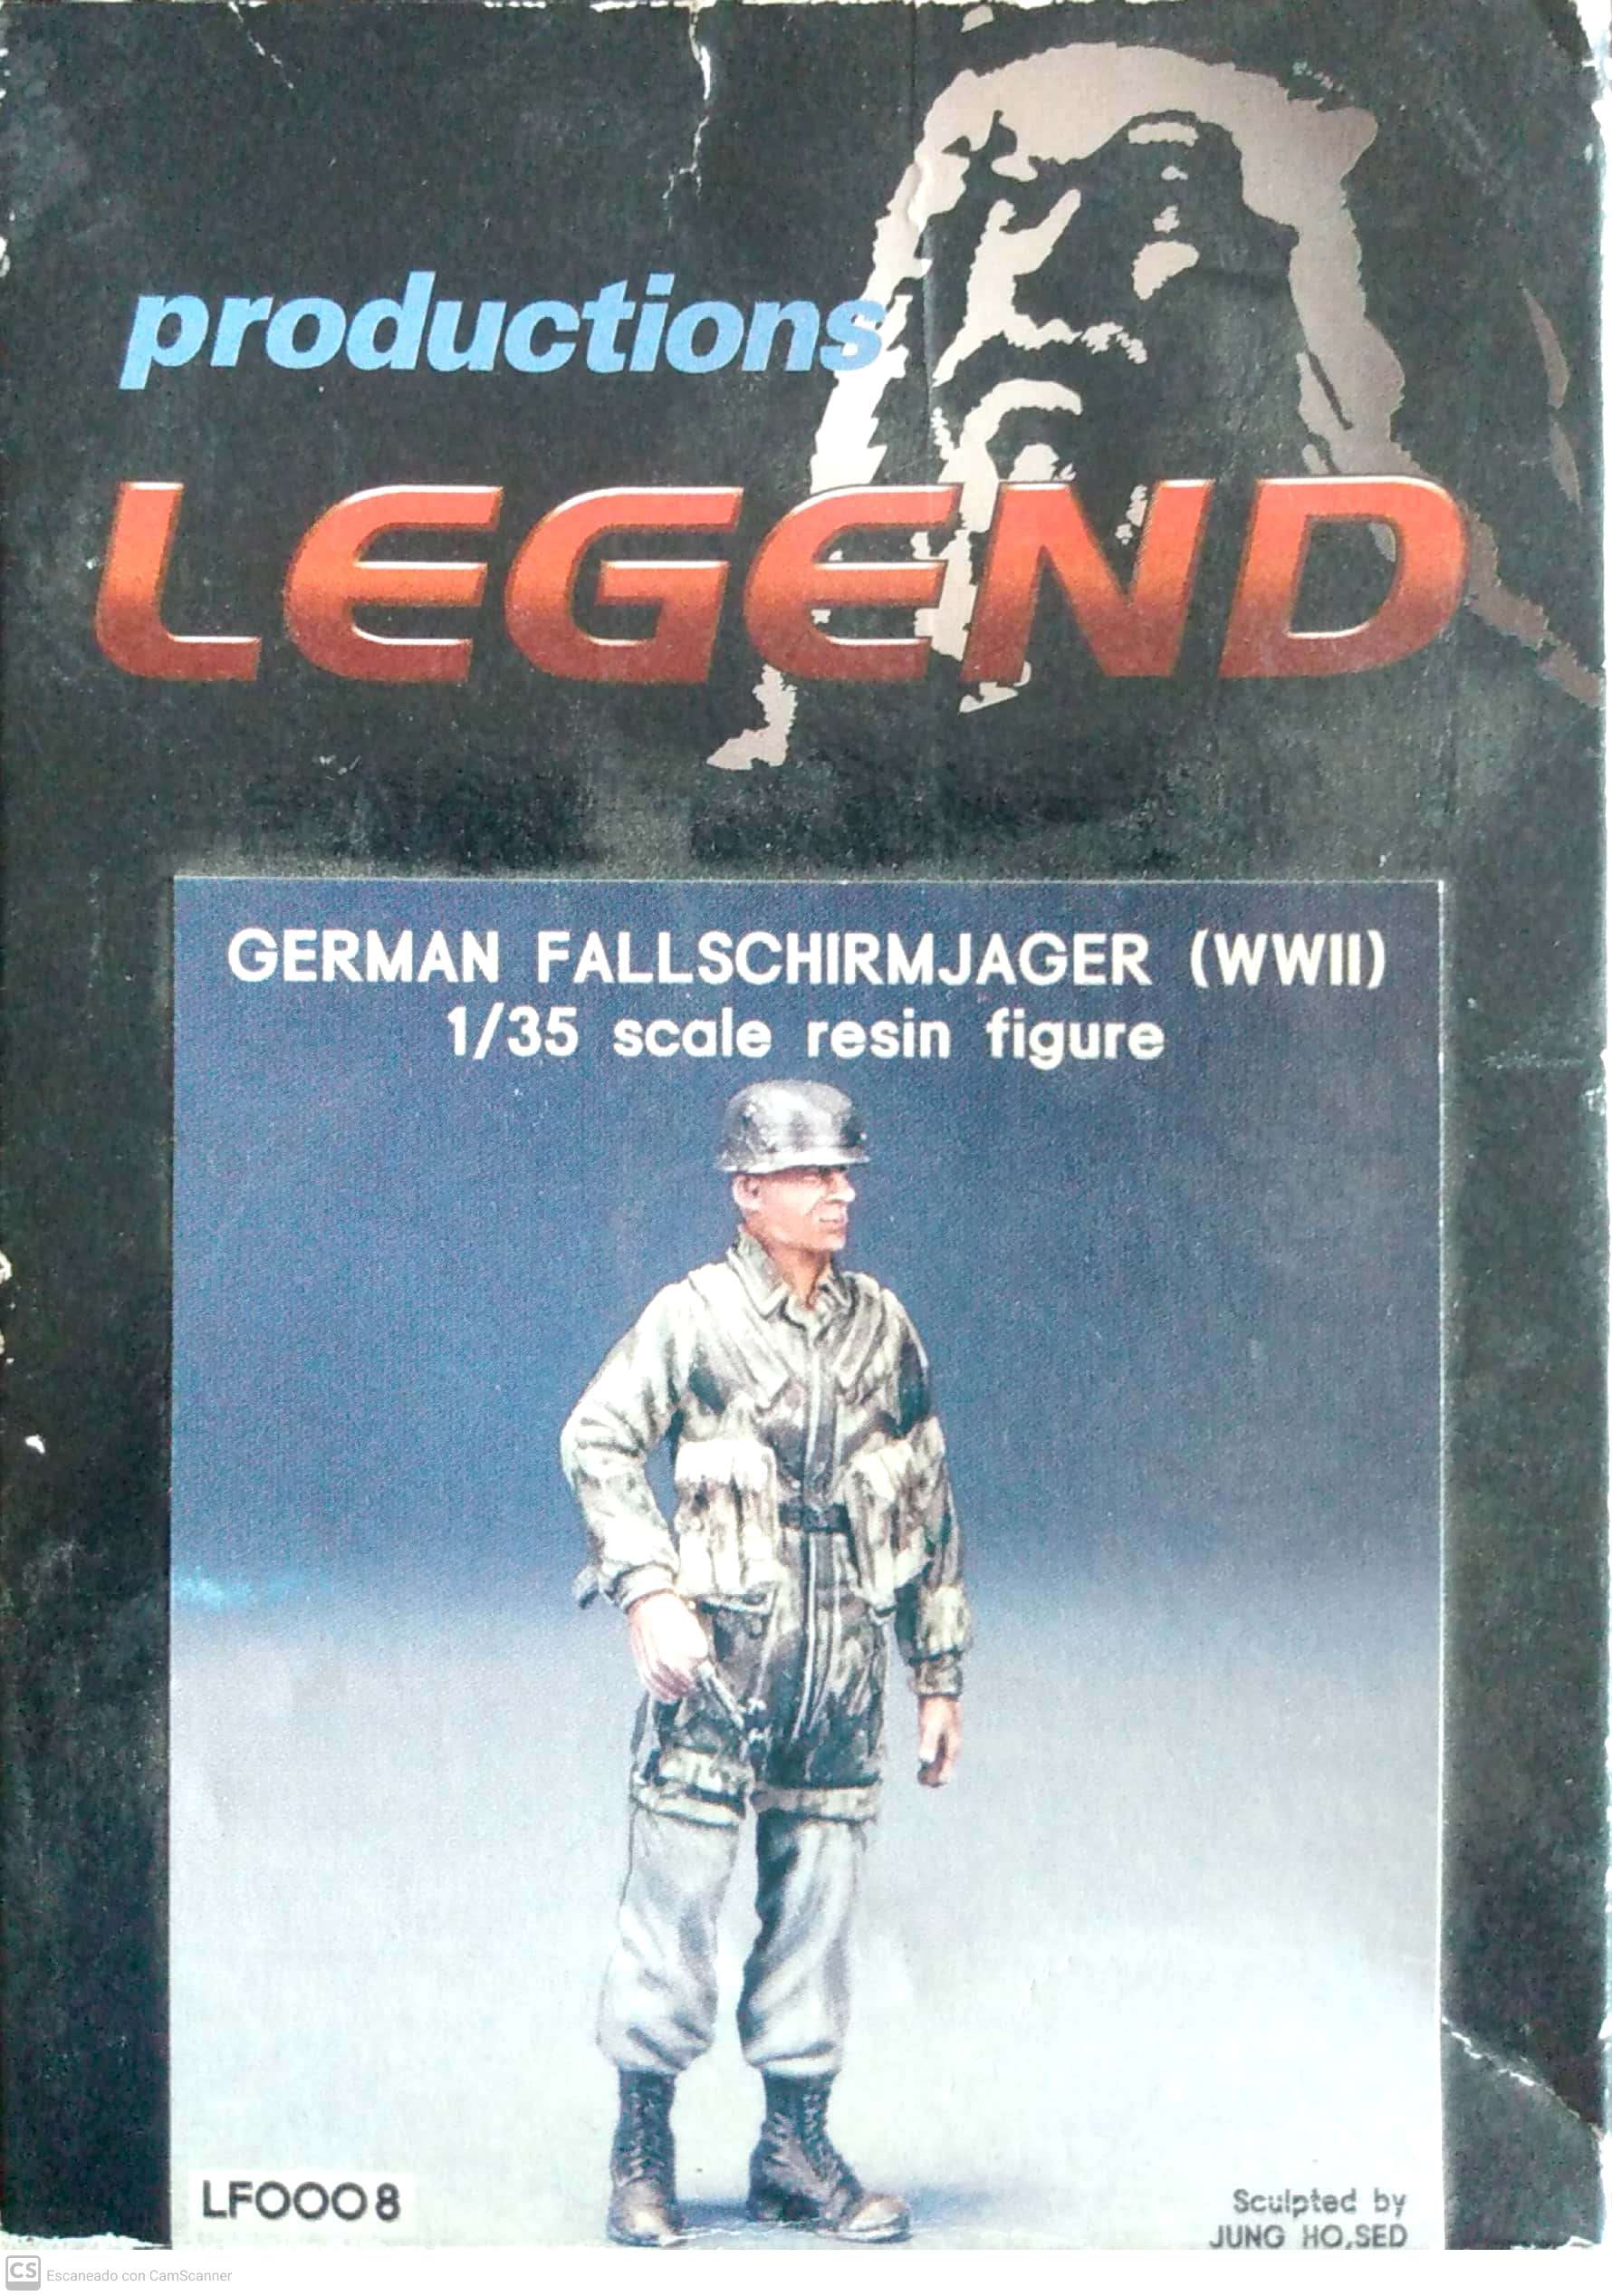 productions
LEGEND
GERMAN FALLSCHIRMJAGER (WWII)
1/35 scale resin figure
LF0008
Sculpted by
JUNG HO,SED
CS Escaneado con CamScanner